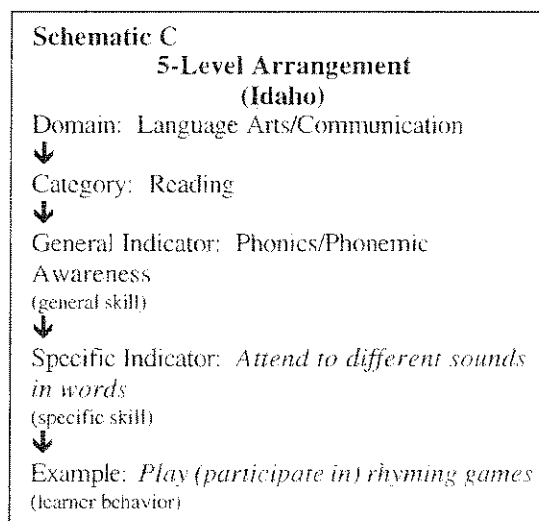 Schematic C
5-Level Arrangement
(Idaho)
Domain: Language Arts/Communication
Category: Reading
General Indicator: Phonics/Phonemic
Awareness
(general skill)
Specific Indicator: Attend to different sounds
in words
(specific skill)
Example: Play (participate in) rhyming games
(learner behavior)